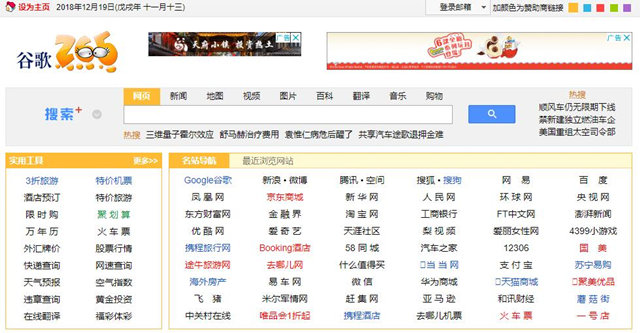 设为主页 2018年12月19日(戊戌年 十一月十三) 登录邮箱 加颜色为赞助商链接
谷歌 265
天府小镇 投资热土 广告
广告
网页 新闻 地图 视频 图片 百科 翻译 音乐 购物
搜索+ 搜索
热搜 三维量子霍尔效应 舒马赫治疗费用 袁惟仁病危后醒了 共享汽车途歌退押金难
热搜
顺风车仍无限期下线
禁新建独立燃油车企
美国重组太空司令部
实用工具 更多>>
3折旅游 特价机票
酒店预订 特价旅游
限时购 聚划算
万年历 火车票
外汇牌价 股票行情
快递查询 网速查询
天气预报 空气指数
违章查询 黄金投资
在线翻译 福彩体彩
名站导航 最近浏览网站
Google谷歌 新浪·微博 腾讯·空间 搜狐·搜狗 网易 百度
凤凰网 京东商城 新华网 人民网 环球网 央视网
东方财富网 金融界 淘宝网 工商银行 FT中文网 澎湃新闻
优酷网 爱奇艺 天涯社区 梨视频 爱丽女性网 4399小游戏
携程旅行网 Booking酒店 58同城 汽车之家 12306 国美
途牛旅游网 去哪儿网 什么值得买 当当网 支付宝 苏宁易购
海外房产 易车网 微信 华为商城 天猫商城 聚美优品
飞猪 米尔军情网 赶集网 亚马逊 和讯财经 蘑菇街
中关村在线 唯品会1折起 携程酒店 去哪儿机票 火车票 一号店